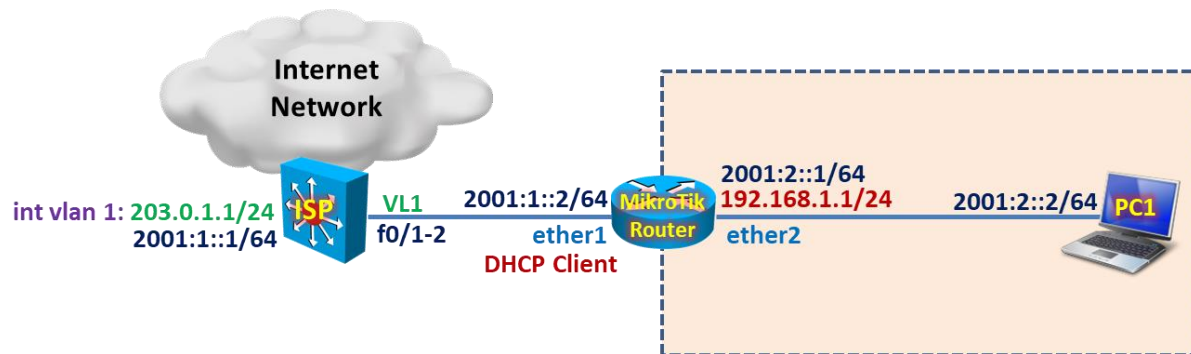 Internet
Network
int vlan 1: 203.0.1.1/24
2001:1::1/64
ISP
VL1
f0/1-2
2001:1::2/64
ether1
DHCP Client
MikroTik
Router
2001:2::1/64
192.168.1.1/24
ether2
2001:2::2/64
PC1